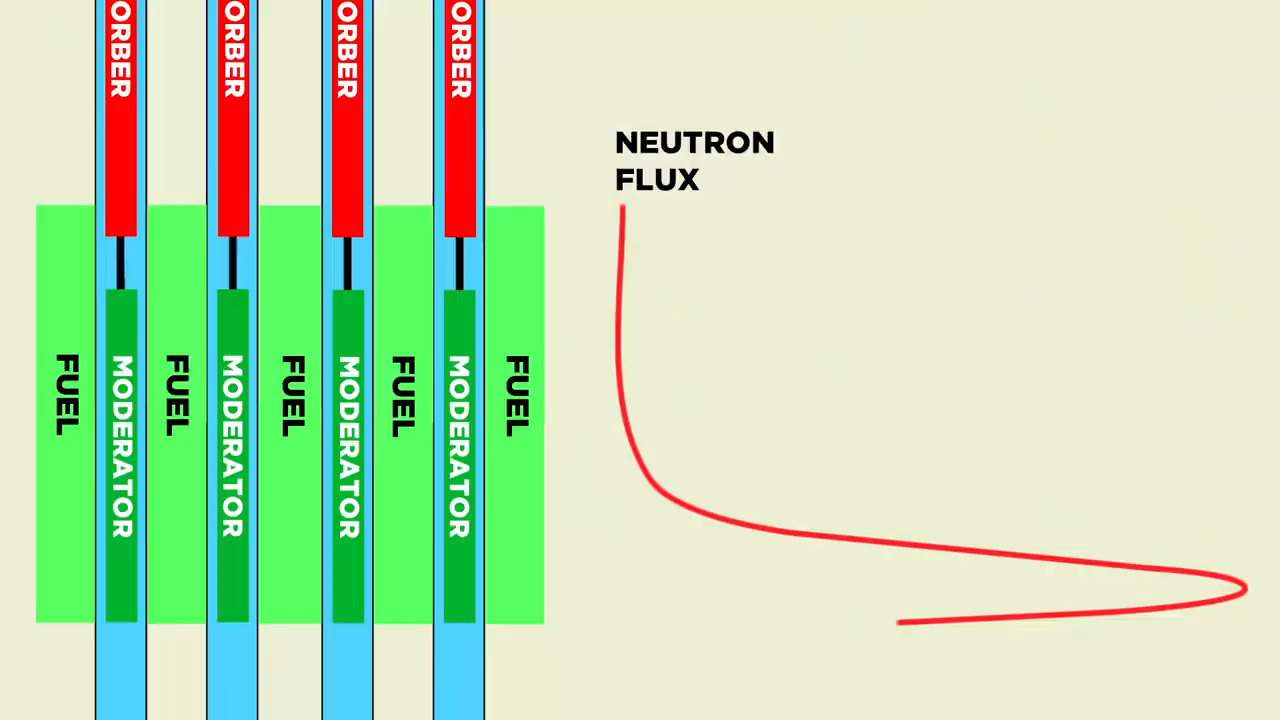 ORBER
ORBER
ORBER
ORBER
NEUTRON
FLUX
FUEL
MODERATOR
FUEL
MODERATOR
FUEL
MODERATOR
FUEL
MODERATOR
FUEL